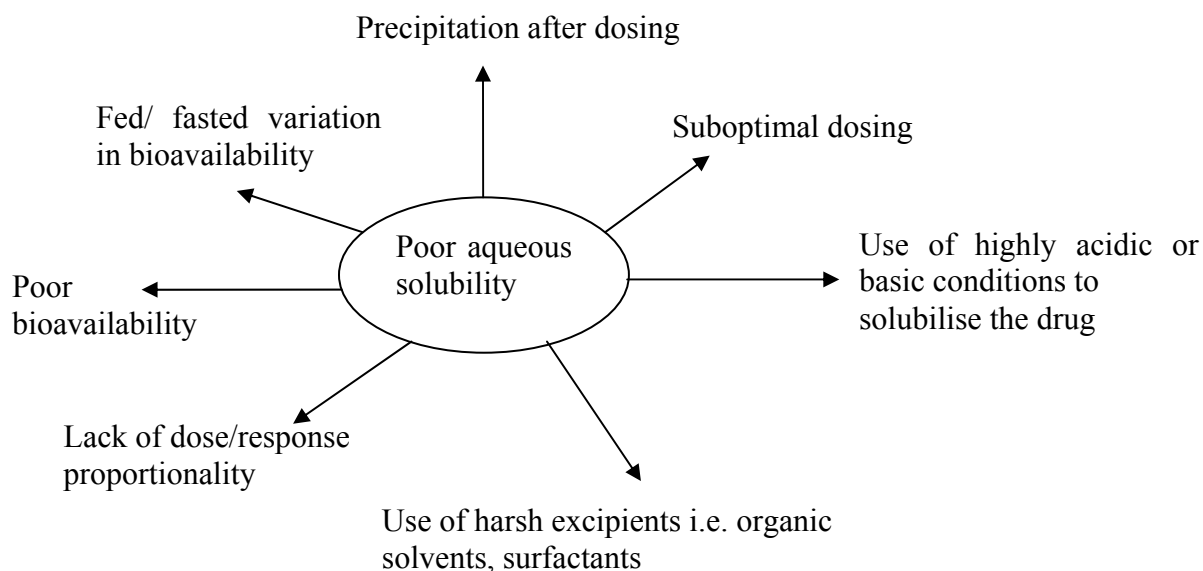 Precipitation after dosing
Fed/ fasted variation
in bioavailability
Suboptimal dosing
Poor aqueous
solubility
Use of highly acidic or
basic conditions to
solubilise the drug
Poor
bioavailability
Lack of dose/response
proportionality
Use of harsh excipients i.e. organic
solvents, surfactants